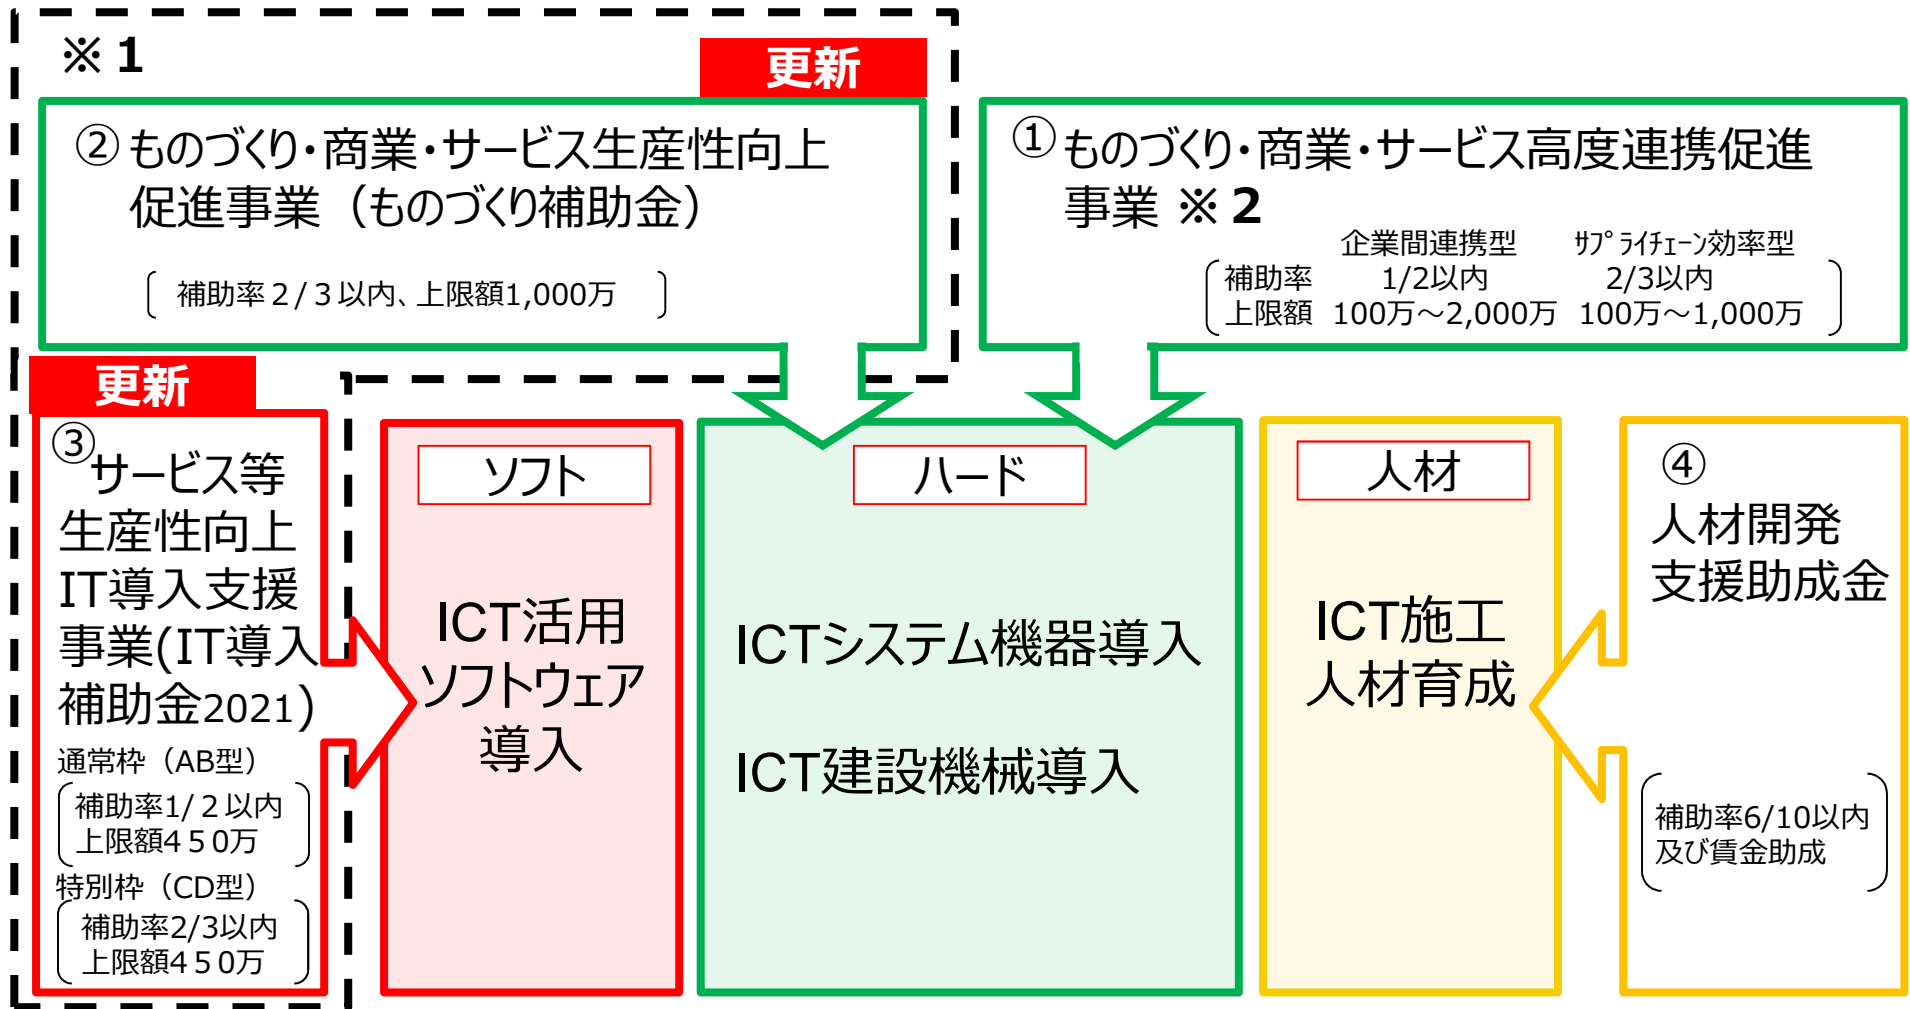 ※１
更新
②ものづくり・商業・サービス生産性向上
促進事業（ものづくり補助金）
補助率２/３以内、上限額1,000万
①ものづくり・商業・サービス高度連携促進
事業 ※２
企業間連携型 ｻﾌﾟﾗｲﾁｪｰﾝ効率型
補助率 1/2以内 2/3以内
上限額 100万～2,000万 100万～1,000万
更新
③サービス等
生産性向上
IT導入支援
事業(IT導入
補助金2021)
通常枠（AB型）
補助率1/２以内
上限額４５０万
特別枠（CD型）
補助率2/3以内
上限額４５０万
ソフト
ICT活用
ソフトウェア
導入
ハード
ICTシステム機器導入
ICT建設機械導入
人材
ICT施工
人材育成
④
人材開発
支援助成金
補助率6/10以内
及び賃金助成